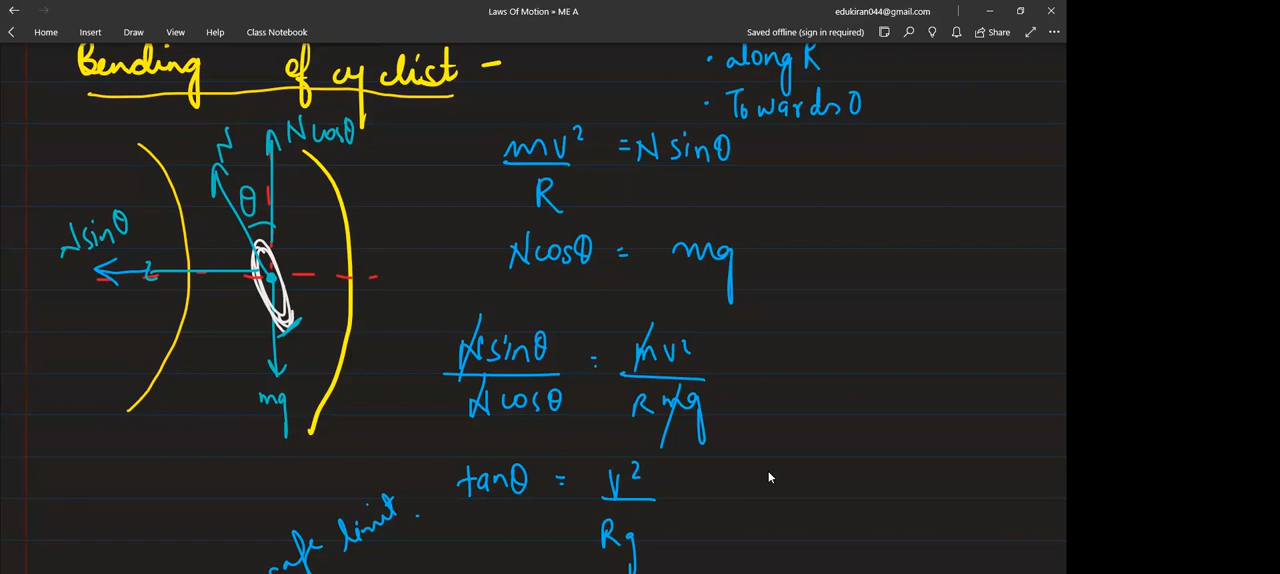 Laws Of Motion » ME A
edukiran044@gmail.com
Home Insert Draw View Help Class Notebook
Saved offline (sign in required)
Share
Bending of cyclist -
· along R
· Towards O
N
N cosθ
θ
N sinθ
mg
mv² = N sinθ
R
N cosθ = mg
N sinθ = mv²
N cosθ R mg
tanθ = v²
Rg
safe limit.